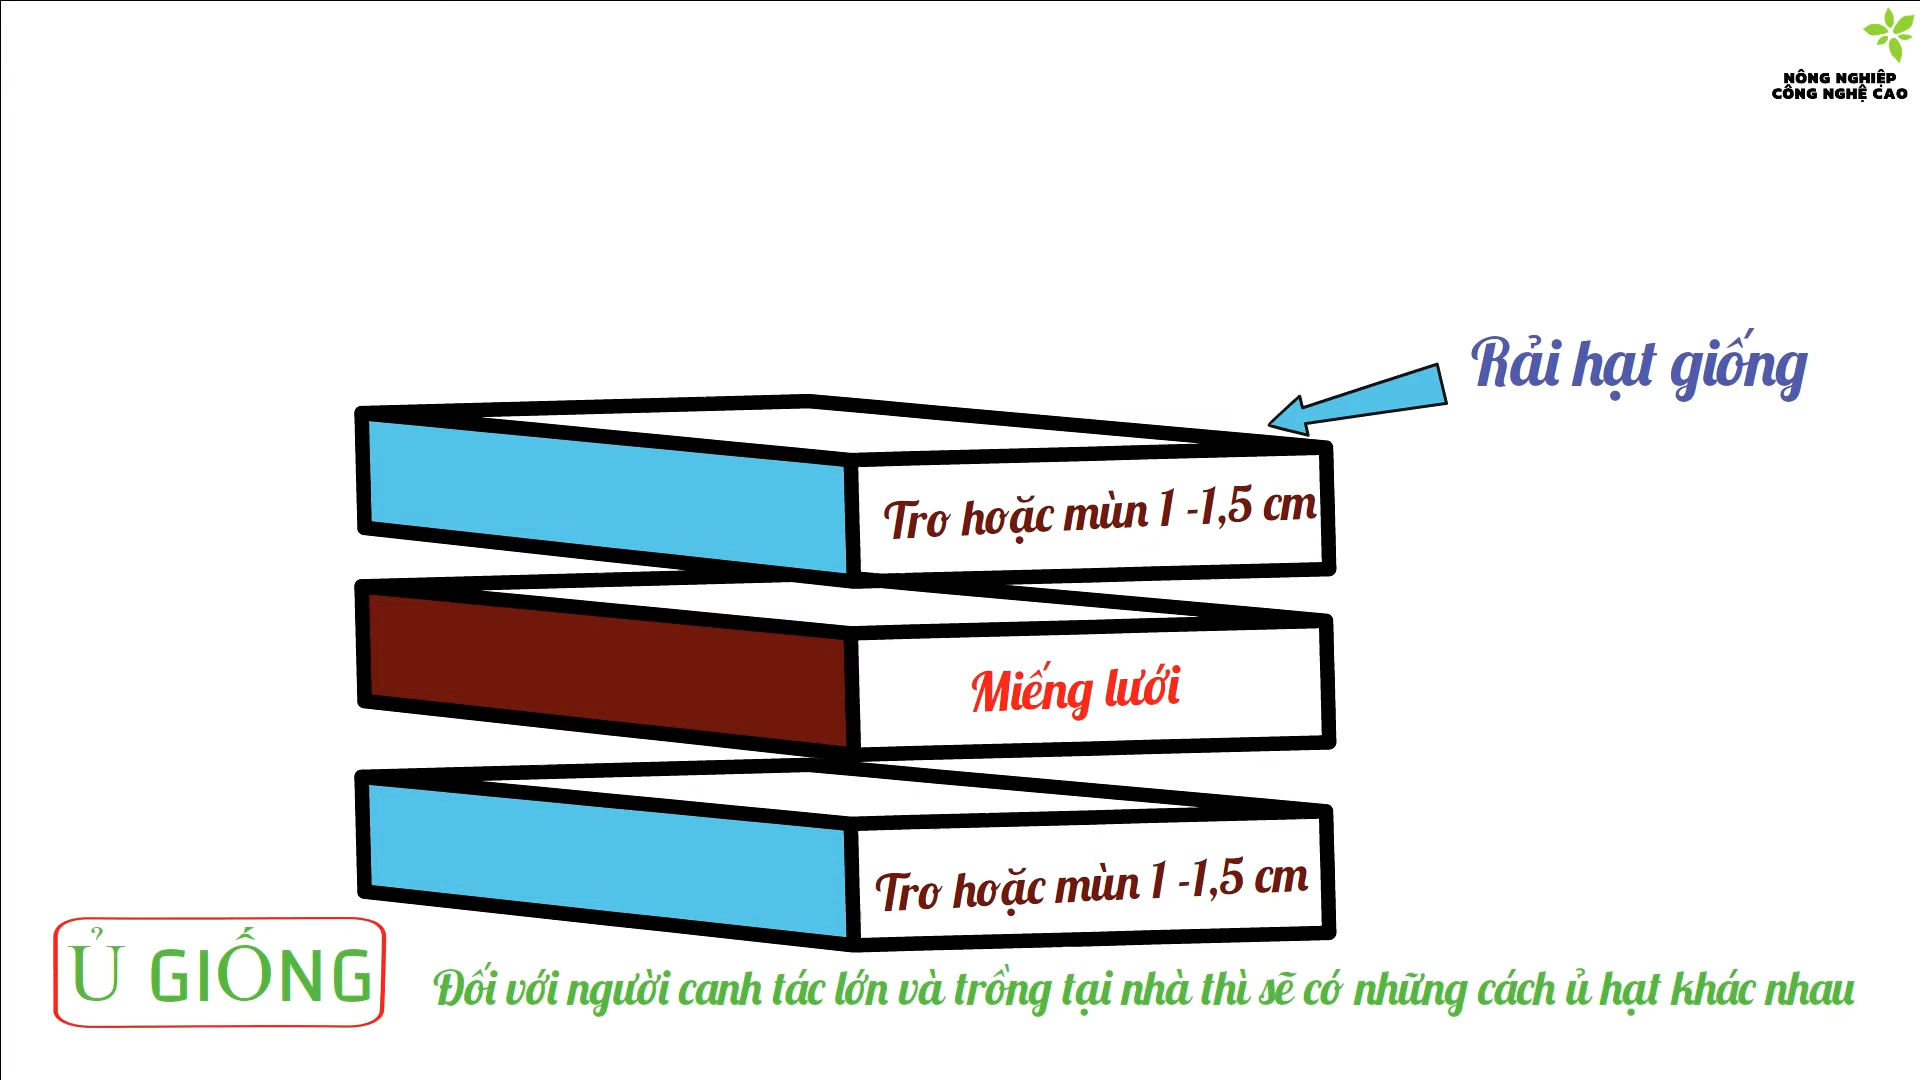 NÔNG NGHIỆP
CÔNG NGHỆ CAO
Rải hạt giống
Tro hoặc mùn 1 -1,5 cm
Miếng lưới
Tro hoặc mùn 1 -1,5 cm
Ủ GIỐNG
Đối với người canh tác lớn và trồng tại nhà thì sẽ có những cách ủ hạt khác nhau